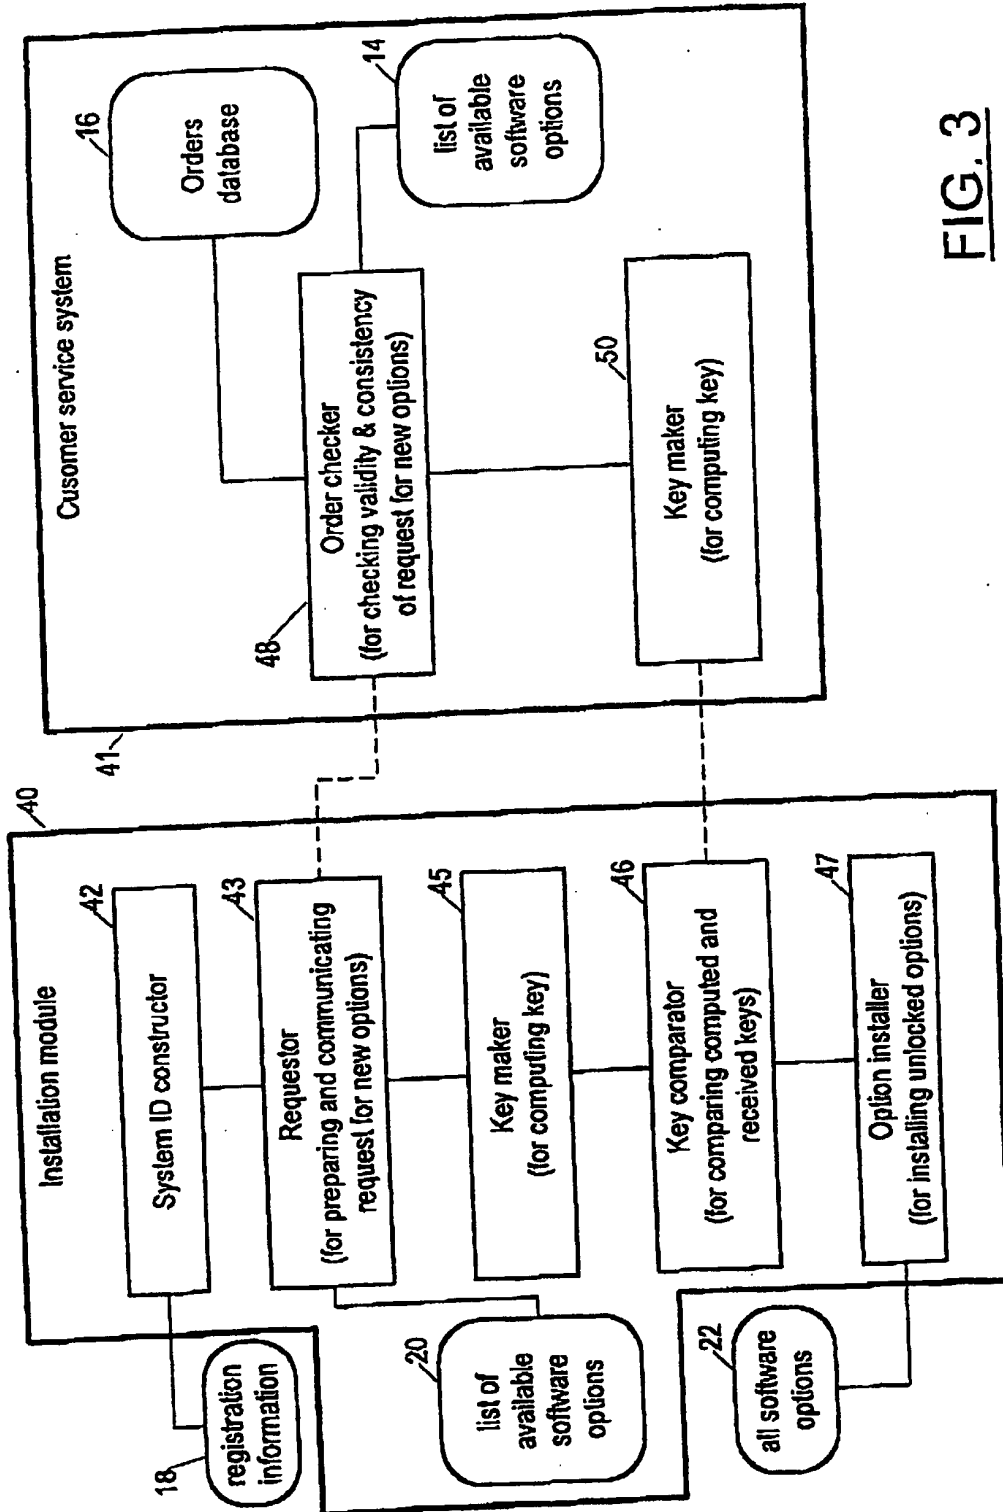 Installation module
40
System ID constructor
42
18
registration
information
Requestor
(for preparing and communicating
request for new options)
43
20
list of
available
software
options
Key maker
(for computing key)
45
Key comparator
(for comparing computed and
received keys)
46
Option installer
(for installing unlocked options)
47
22
all software
options
Cusomer service system
41
16
Orders
database
Order checker
(for checking validity & consistency
of request for new options)
48
14
list of
available
software
options
Key maker
(for computing key)
50
FIG. 3